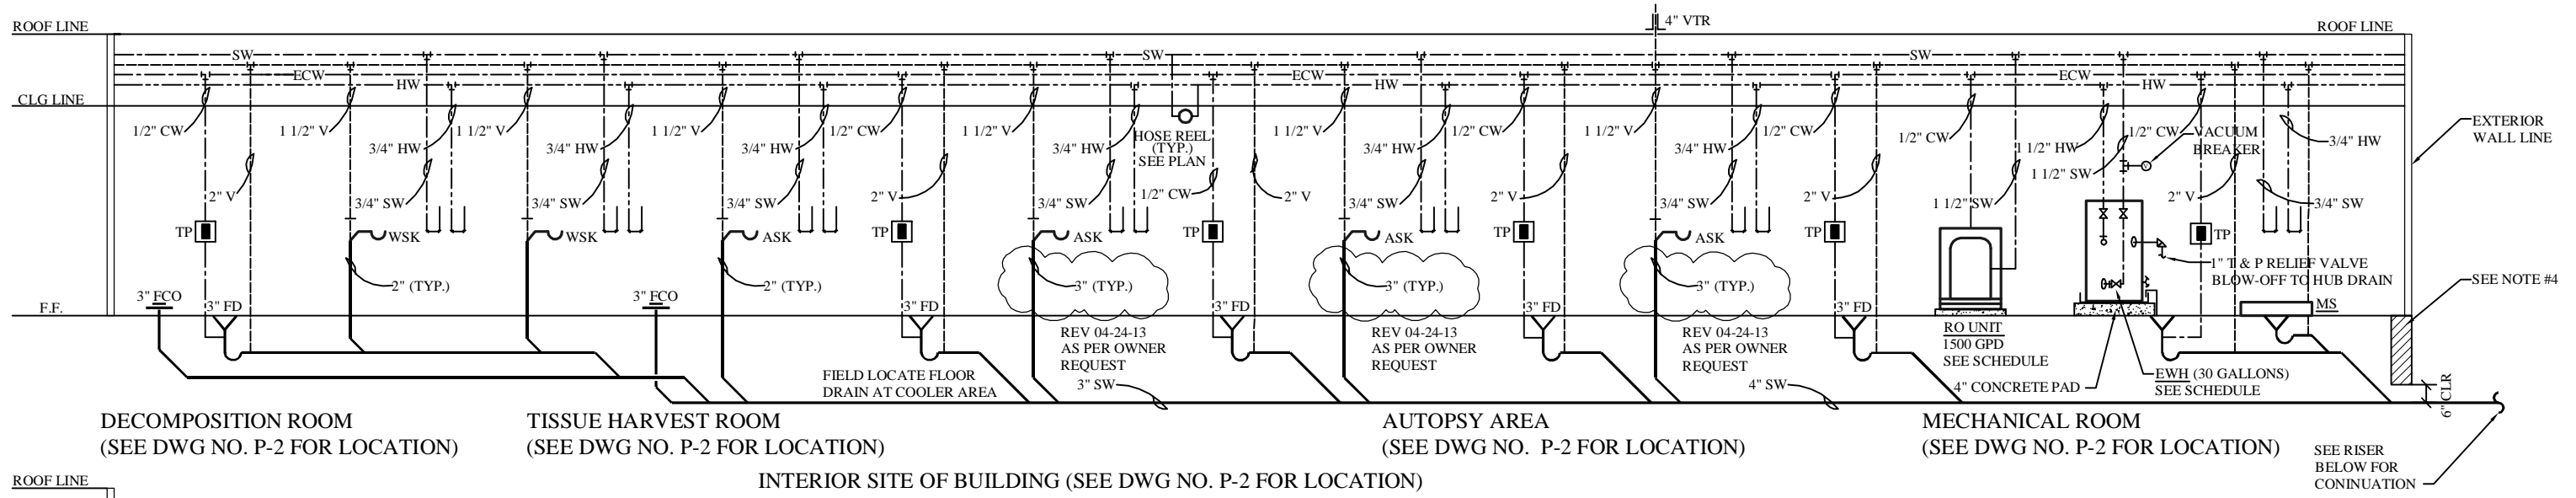 4" VTR
ROOF LINE
ROOF LINE
SW
SW
SW
ECW
ECW
ECW
HW
HW
HW
CLG LINE
1/2" CW
1 1/2" V
1 1/2" V
1 1/2" V
1/2" CW
1 1/2" V
HOSE REEL
(TYP.)
SEE PLAN
1 1/2" V
1/2" CW
1 1/2" V
1/2" CW
1/2" CW
1/2" CW
VACUUM
BREAKER
EXTERIOR
WALL LINE
3/4" HW
3/4" HW
3/4" HW
3/4" HW
3/4" HW
3/4" HW
1 1/2" HW
3/4" HW
2" V
3/4" SW
3/4" SW
3/4" SW
2" V
3/4" SW
1/2" CW
2" V
3/4" SW
2" V
3/4" SW
2" V
1 1/2" SW
1 1/2" SW
2" V
3/4" SW
TP
WSK
WSK
ASK
TP
ASK
TP
ASK
TP
ASK
TP
TP
2" (TYP.)
2" (TYP.)
3" (TYP.)
3" (TYP.)
3" (TYP.)
1" T & P RELIEF VALVE
BLOW-OFF TO HUB DRAIN
SEE NOTE #4
F.F.
3" FCO
3" FD
3" FCO
3" FD
3" FD
3" FD
3" FD
MS
REV 04-24-13
AS PER OWNER
REQUEST
REV 04-24-13
AS PER OWNER
REQUEST
REV 04-24-13
AS PER OWNER
REQUEST
RO UNIT
1500 GPD
SEE SCHEDULE
FIELD LOCATE FLOOR
DRAIN AT COOLER AREA
3" SW
4" SW
4" CONCRETE PAD
EWH (30 GALLONS)
SEE SCHEDULE
6" CLR
DECOMPOSITION ROOM
(SEE DWG NO. P-2 FOR LOCATION)
TISSUE HARVEST ROOM
(SEE DWG NO. P-2 FOR LOCATION)
AUTOPSY AREA
(SEE DWG NO. P-2 FOR LOCATION)
MECHANICAL ROOM
(SEE DWG NO. P-2 FOR LOCATION)
SEE RISER
BELOW FOR
CONINUATION
INTERIOR SITE OF BUILDING (SEE DWG NO. P-2 FOR LOCATION)
ROOF LINE